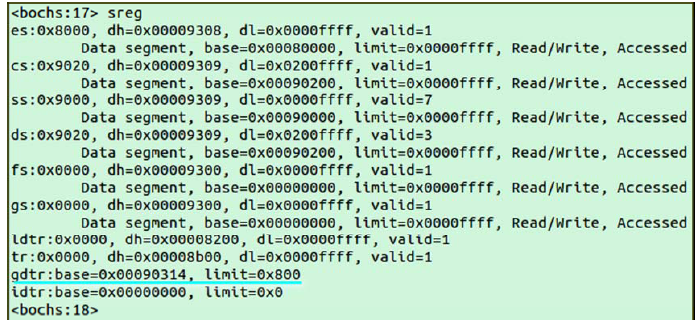 <bochs:17> sreg
es:0x8000, dh=0x00009308, dl=0x0000ffff, valid=1
Data segment, base=0x00080000, limit=0x0000ffff, Read/Write, Accessed
cs:0x9020, dh=0x00009309, dl=0x0200ffff, valid=1
Data segment, base=0x00090200, limit=0x0000ffff, Read/Write, Accessed
ss:0x9000, dh=0x00009309, dl=0x0000ffff, valid=7
Data segment, base=0x00090000, limit=0x0000ffff, Read/Write, Accessed
ds:0x9020, dh=0x00009309, dl=0x0200ffff, valid=3
Data segment, base=0x00090200, limit=0x0000ffff, Read/Write, Accessed
fs:0x0000, dh=0x00009300, dl=0x0000ffff, valid=1
Data segment, base=0x00000000, limit=0x0000ffff, Read/Write, Accessed
gs:0x0000, dh=0x00009300, dl=0x0000ffff, valid=1
Data segment, base=0x00000000, limit=0x0000ffff, Read/Write, Accessed
ldtr:0x0000, dh=0x00008200, dl=0x0000ffff, valid=1
tr:0x0000, dh=0x00008b00, dl=0x0000ffff, valid=1
gdtr:base=0x00090314, limit=0x800
idtr:base=0x00000000, limit=0x0
<bochs:18>